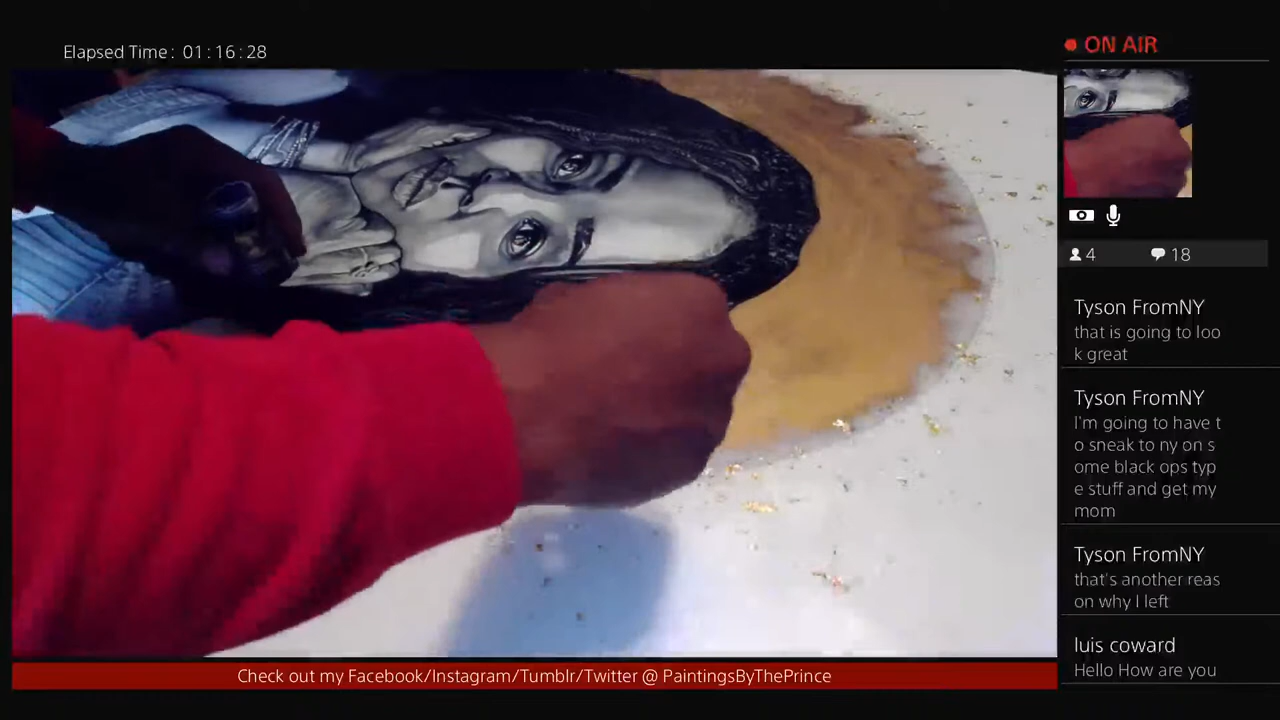 Elapsed Time: 01:16:28
ON AIR
4
18
Tyson FromNY
that is going to loo
k great
Tyson FromNY
I'm going to have t
o sneak to ny on s
ome black ops typ
e stuff and get my
mom
Tyson FromNY
that's another reas
on why I left
luis coward
Hello How are you
Check out my Facebook/Instagram/Tumblr/Twitter @ PaintingsByThePrince